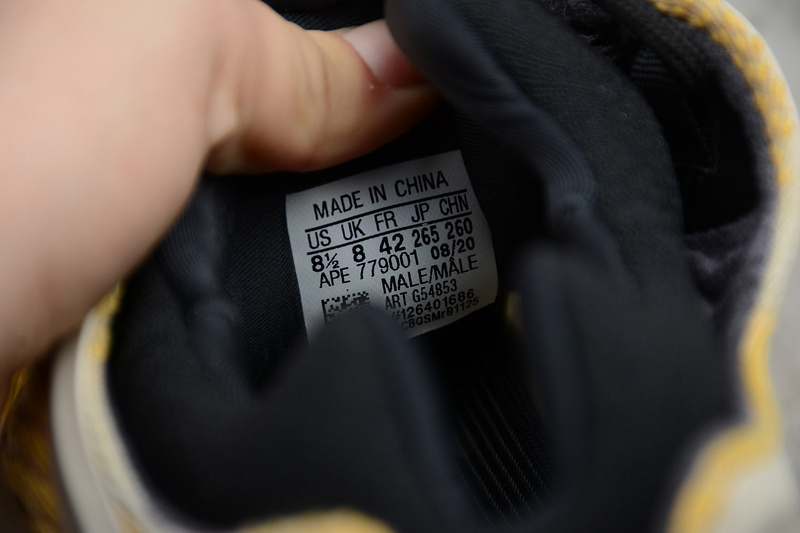 MADE IN CHINA
US UK FR JP CHN
8½ 8 42 265 260
APE 779001 08/20
MALE/MÂLE
ART G54853
#126401686